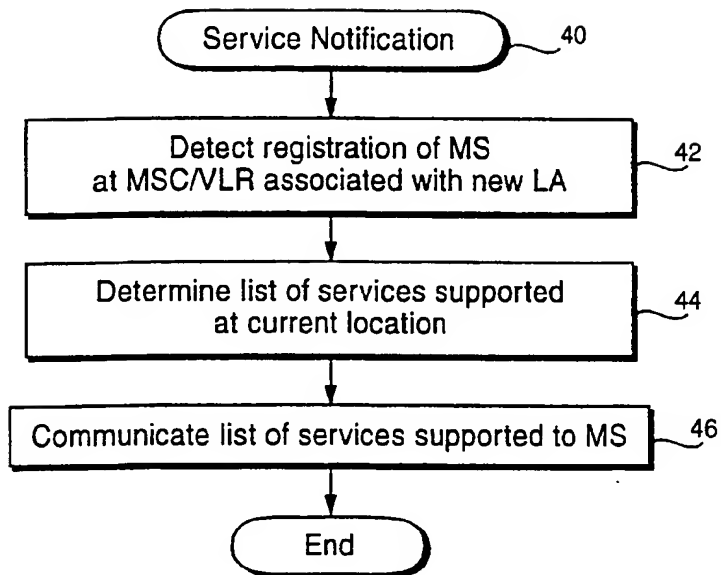 Service Notification
40
Detect registration of MS
at MSC/VLR associated with new LA
42
Determine list of services supported
at current location
44
Communicate list of services supported to MS
46
End